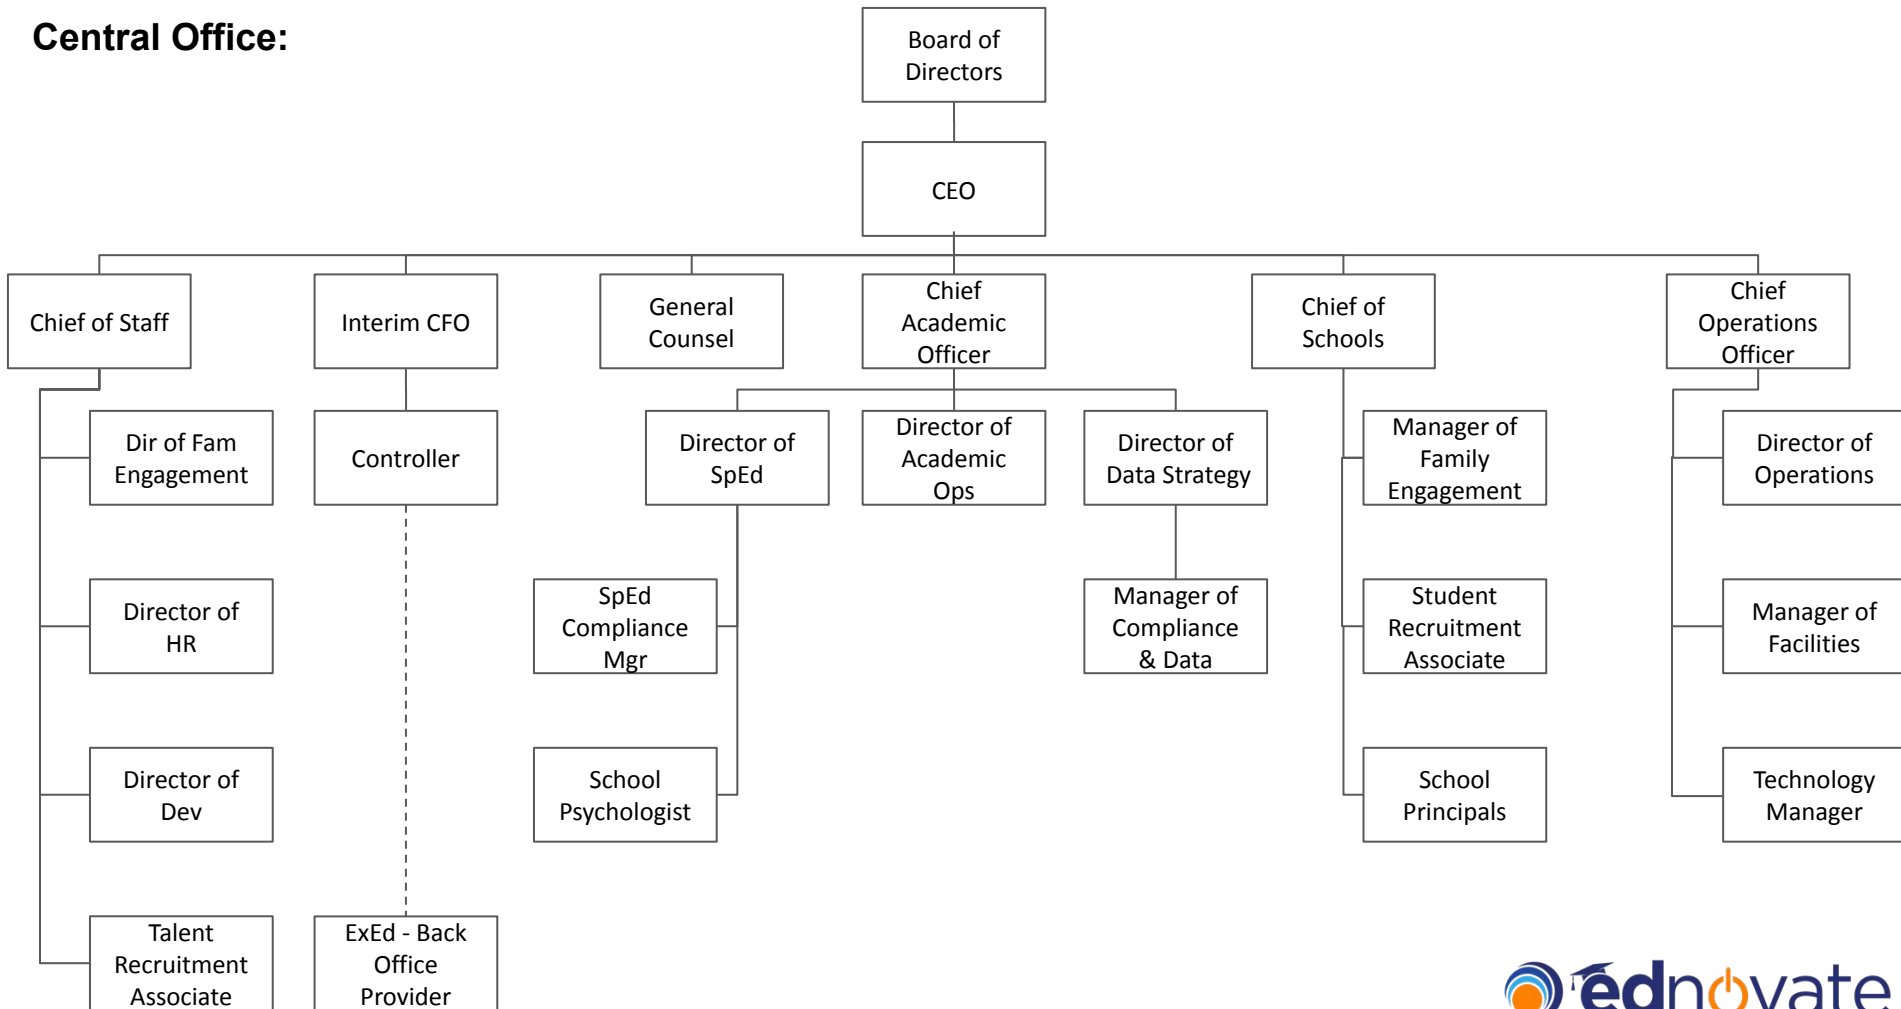 Central Office:
Board of
Directors
CEO
Chief of Staff
Interim CFO
General
Counsel
Chief
Academic
Officer
Chief of
Schools
Chief
Operations
Officer
Dir of Fam
Engagement
Controller
Director of
SpEd
Director of
Academic
Ops
Director of
Data Strategy
Manager of
Family
Engagement
Director of
Operations
Director of
HR
SpEd
Compliance
Mgr
Manager of
Compliance
& Data
Student
Recruitment
Associate
Manager of
Facilities
Director of
Dev
School
Psychologist
School
Principals
Technology
Manager
Talent
Recruitment
Associate
ExEd - Back
Office
Provider
ednovate